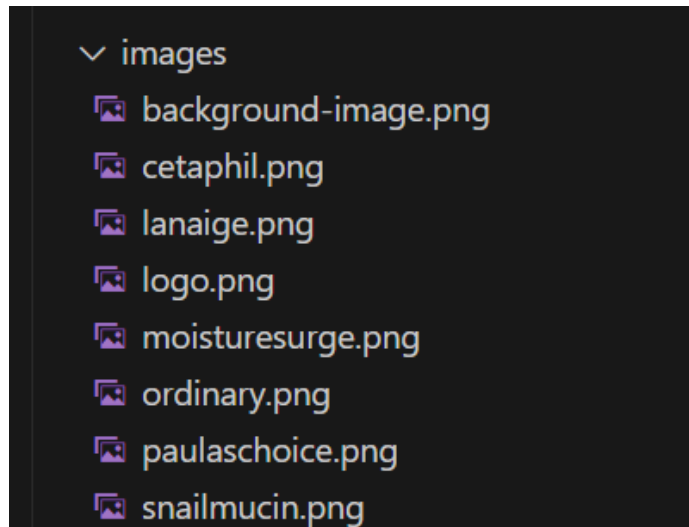 images
background-image.png
cetaphil.png
lanaige.png
logo.png
moisturesurge.png
ordinary.png
paulaschoice.png
snailmucin.png